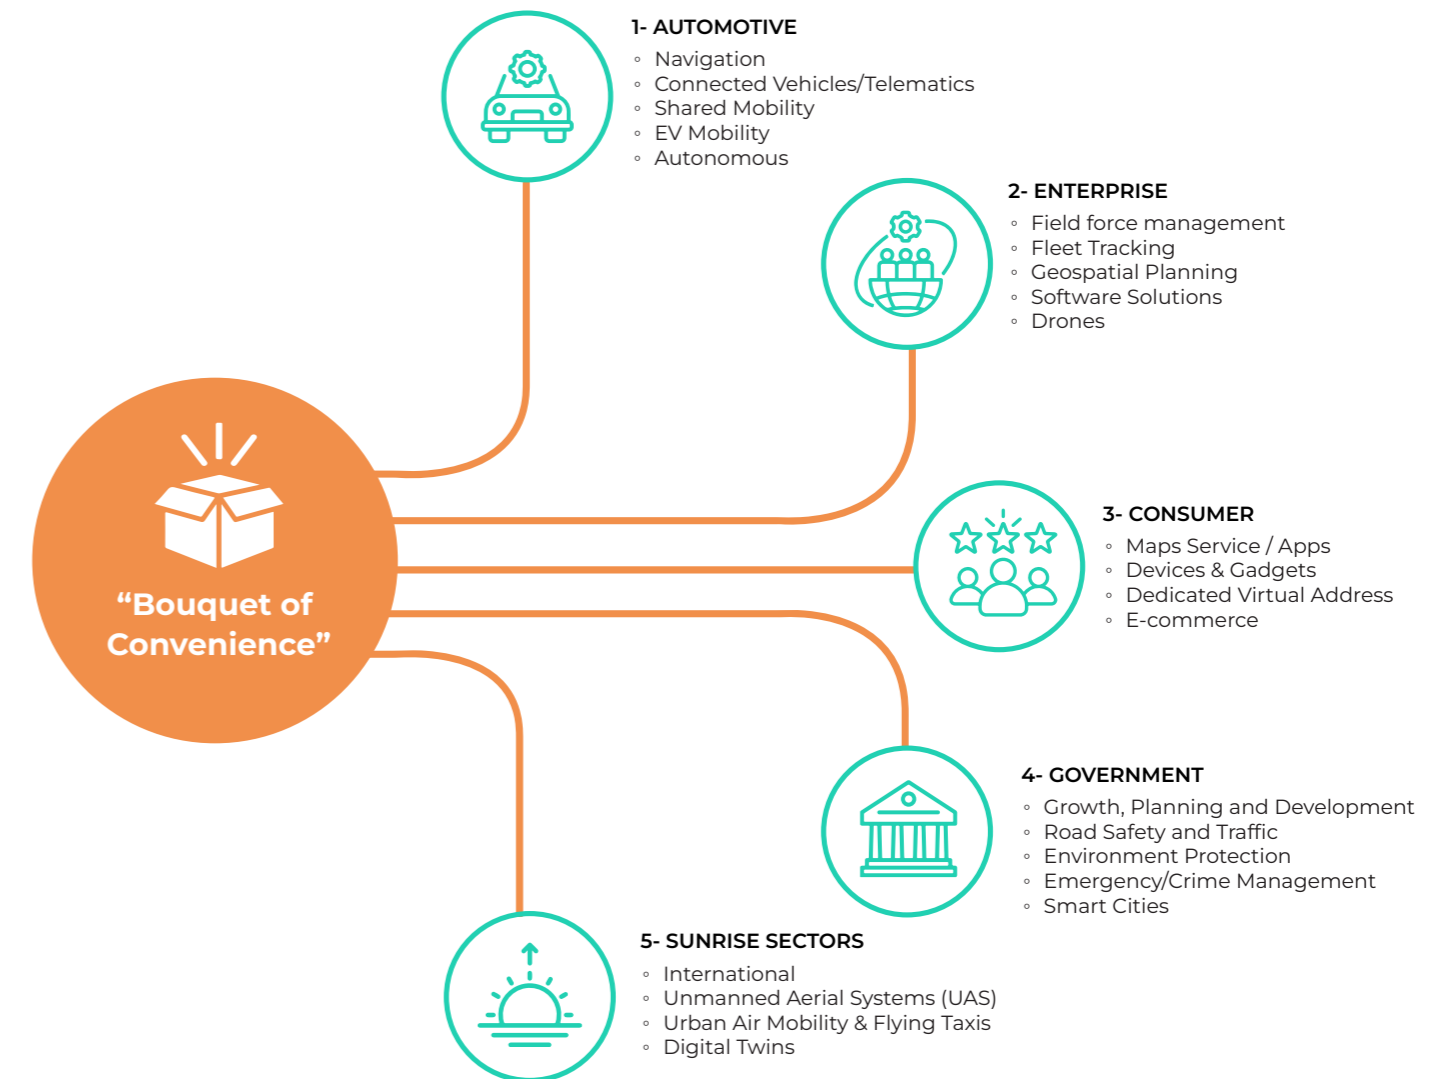 1- AUTOMOTIVE
◦ Navigation
◦ Connected Vehicles/Telematics
◦ Shared Mobility
◦ EV Mobility
◦ Autonomous
2- ENTERPRISE
◦ Field force management
◦ Fleet Tracking
◦ Geospatial Planning
◦ Software Solutions
◦ Drones
“Bouquet of
Convenience”
3- CONSUMER
◦ Maps Service / Apps
◦ Devices & Gadgets
◦ Dedicated Virtual Address
◦ E-commerce
4- GOVERNMENT
◦ Growth, Planning and Development
◦ Road Safety and Traffic
◦ Environment Protection
◦ Emergency/Crime Management
◦ Smart Cities
5- SUNRISE SECTORS
◦ International
◦ Unmanned Aerial Systems (UAS)
◦ Urban Air Mobility & Flying Taxis
◦ Digital Twins